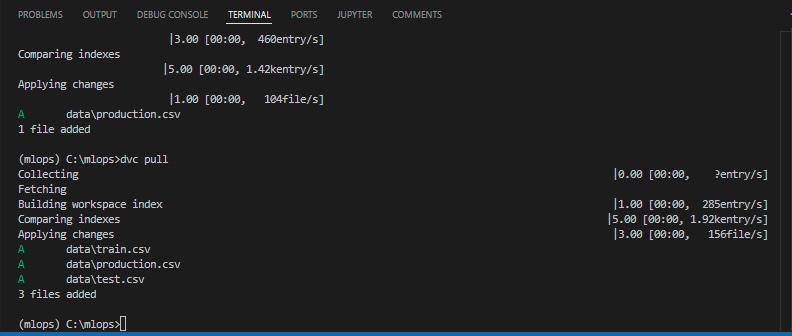 PROBLEMS OUTPUT DEBUG CONSOLE TERMINAL PORTS JUPYTER COMMENTS
|3.00 [00:00, 460entry/s]
Comparing indexes
|5.00 [00:00, 1.42kentry/s]
Applying changes
|1.00 [00:00, 104file/s]
A data\production.csv
1 file added
(mlops) C:\mlops>dvc pull
Collecting |0.00 [00:00, ?entry/s]
Fetching
Building workspace index |1.00 [00:00, 285entry/s]
Comparing indexes |5.00 [00:00, 1.92kentry/s]
Applying changes |3.00 [00:00, 156file/s]
A data\train.csv
A data\production.csv
A data\test.csv
3 files added
(mlops) C:\mlops>